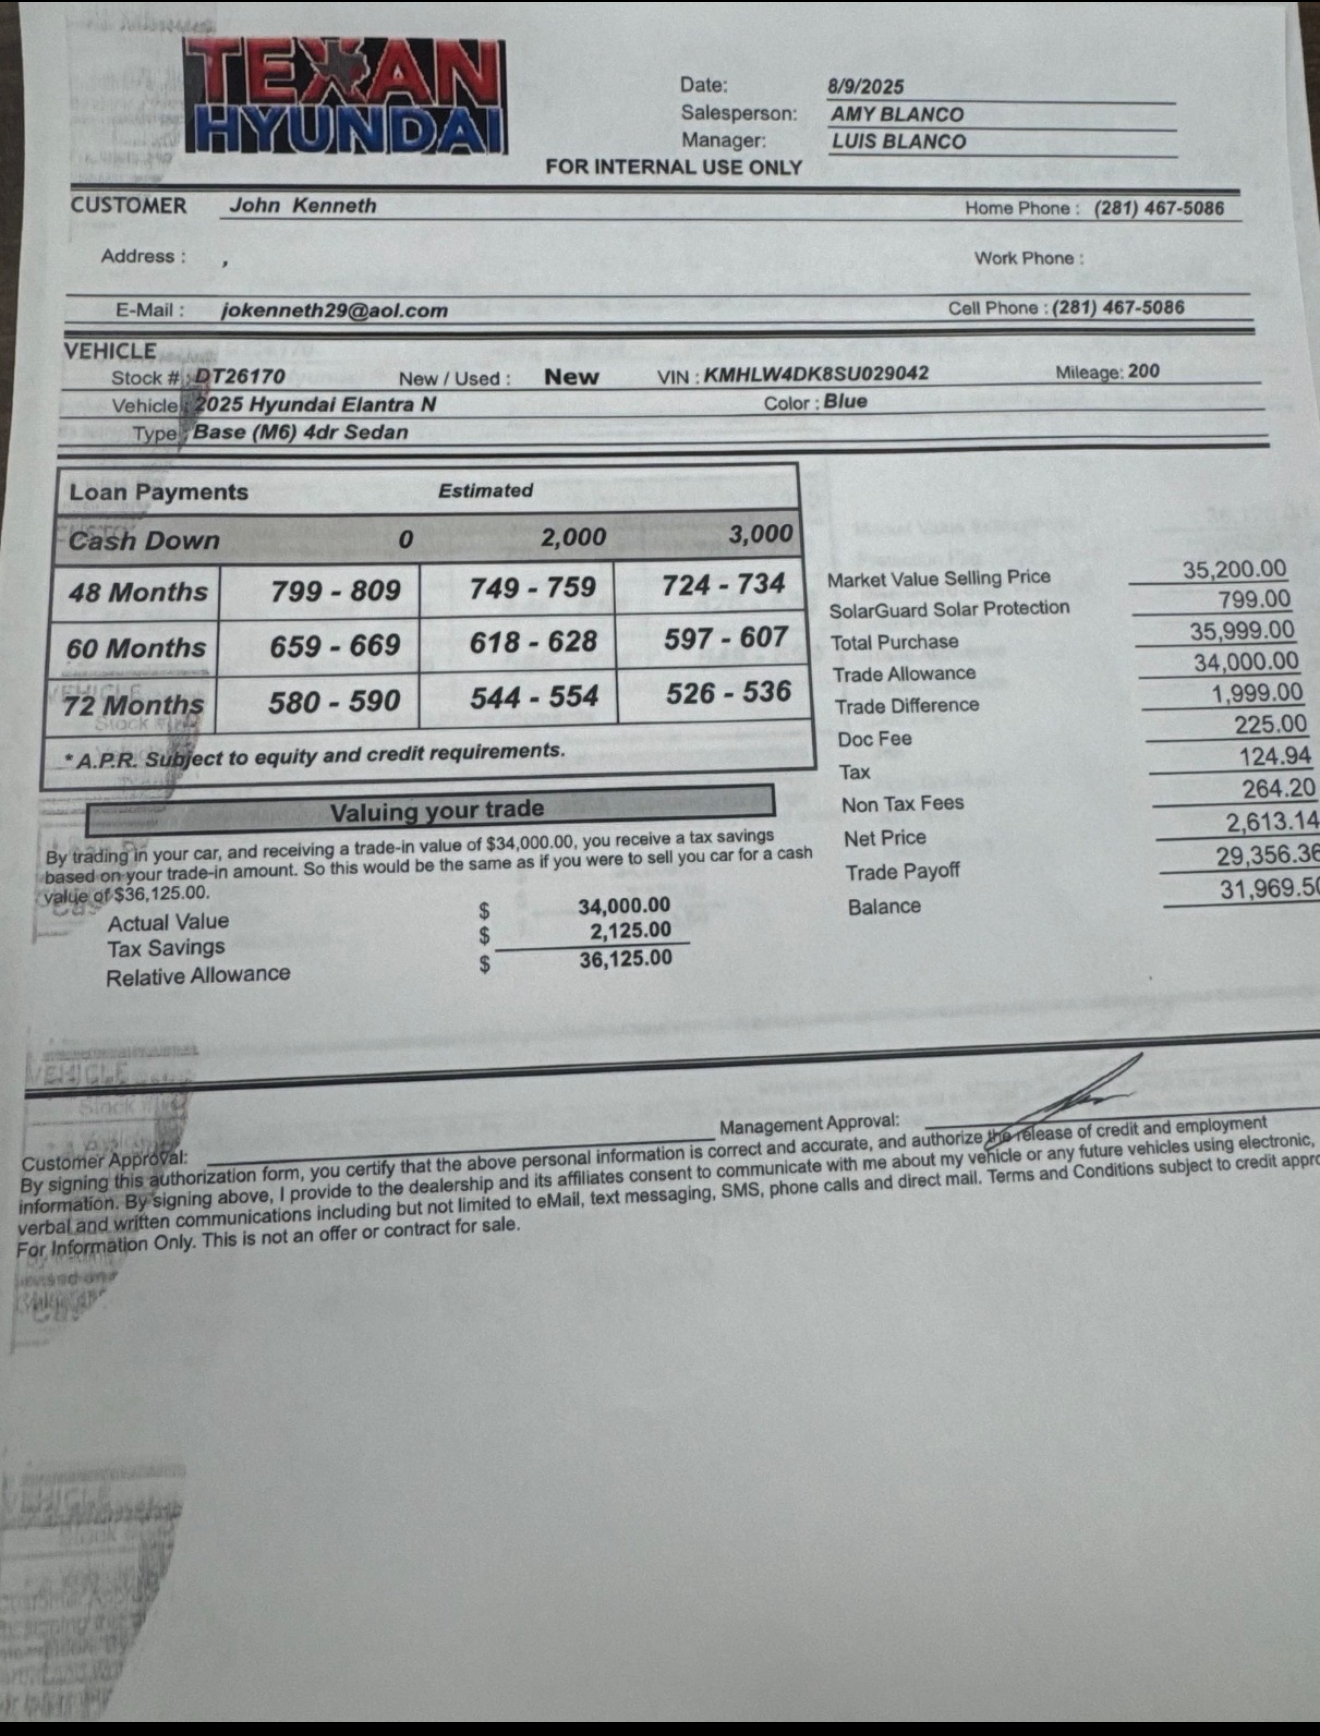 TEXAN
HYUNDAI
Date: 8/9/2025
Salesperson: AMY BLANCO
Manager: LUIS BLANCO
FOR INTERNAL USE ONLY
CUSTOMER John Kenneth Home Phone : (281) 467-5086
Address : , Work Phone :
E-Mail : jokenneth29@aol.com Cell Phone : (281) 467-5086
VEHICLE
Stock # : DT26170 New / Used : New VIN : KMHLW4DK8SU029042 Mileage: 200
Vehicle : 2025 Hyundai Elantra N Color : Blue
Type : Base (M6) 4dr Sedan
Loan Payments Estimated
Cash Down 0 2,000 3,000
48 Months 799 - 809 749 - 759 724 - 734
60 Months 659 - 669 618 - 628 597 - 607
72 Months 580 - 590 544 - 554 526 - 536
* A.P.R. Subject to equity and credit requirements.
Market Value Selling Price 35,200.00
SolarGuard Solar Protection 799.00
Total Purchase 35,999.00
Trade Allowance 34,000.00
Trade Difference 1,999.00
Doc Fee 225.00
Tax 124.94
Non Tax Fees 264.20
Net Price 2,613.14
Trade Payoff 29,356.36
Balance 31,969.50
Valuing your trade
By trading in your car, and receiving a trade-in value of $34,000.00, you receive a tax savings
based on your trade-in amount. So this would be the same as if you were to sell you car for a cash
value of $36,125.00.
Actual Value $ 34,000.00
Tax Savings $ 2,125.00
Relative Allowance $ 36,125.00
Customer Approval: Management Approval:
By signing this authorization form, you certify that the above personal information is correct and accurate, and authorize the release of credit and employment
information. By signing above, I provide to the dealership and its affiliates consent to communicate with me about my vehicle or any future vehicles using electronic,
verbal and written communications including but not limited to eMail, text messaging, SMS, phone calls and direct mail. Terms and Conditions subject to credit appro
For Information Only. This is not an offer or contract for sale.